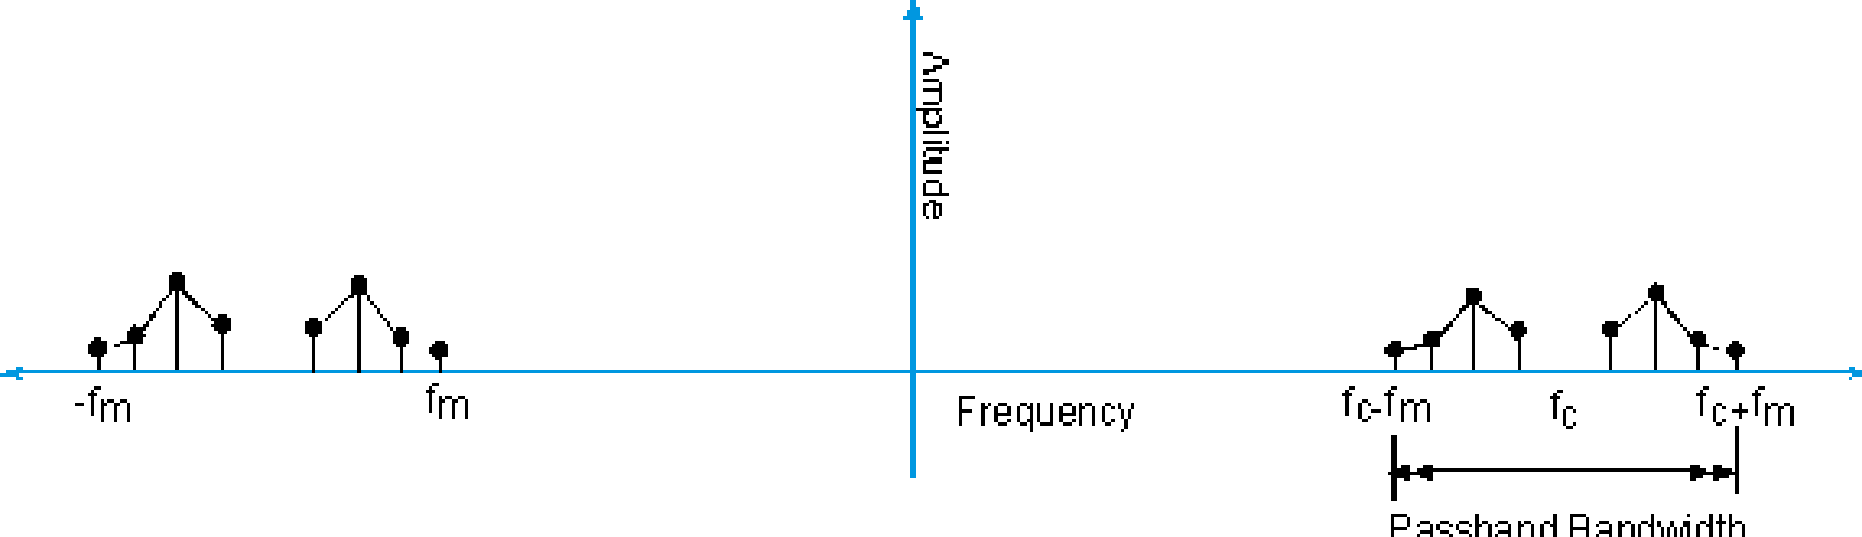 Amplitude
-fm
fm
Frequency
fc-fm
fc
fc+fm
Passband Bandwidth